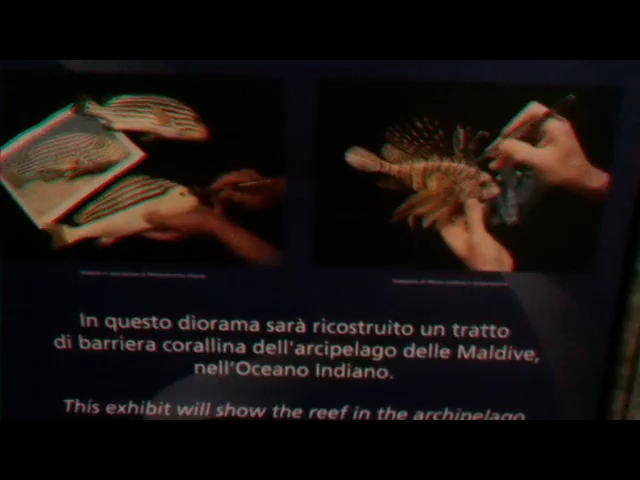 In questo diorama sarà ricostruito un tratto
di barriera corallina dell'arcipelago delle Maldive,
nell'Oceano Indiano.
This exhibit will show the reef in the archipelago